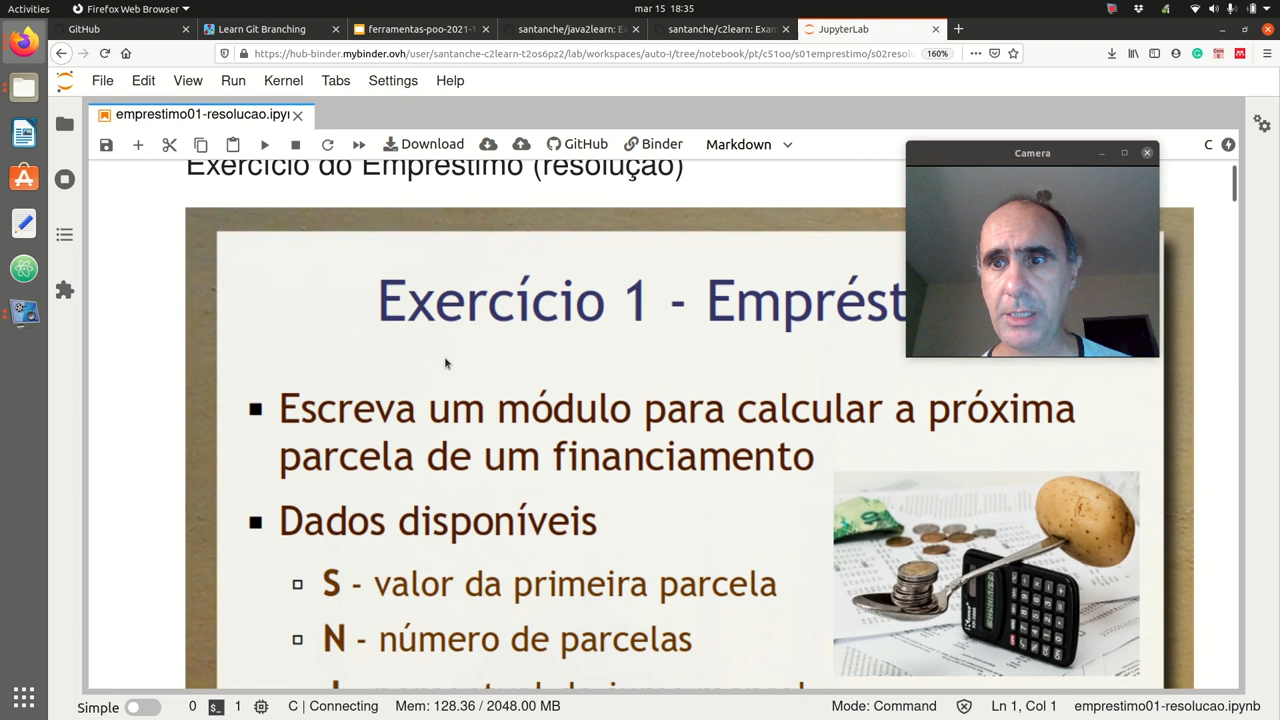 Activities
Firefox Web Browser
mar 15 18:35
GitHub
Learn Git Branching
ferramentas-poo-2021-1
santanche/java2learn: Ex
santanche/c2learn: Exam
JupyterLab
https://hub-binder.mybinder.ovh/user/santanche-c2learn-t2os6pz2/lab/workspaces/auto-I/tree/notebook/pt/c51oo/s01emprestimo/s02resol
160%
File Edit View Run Kernel Tabs Settings Help
emprestimo01-resolucao.ipyn
Download
GitHub
Binder
Markdown
C
Camera
Exercício do Empréstimo (resolução)
Exercício 1 - Emprést
Escreva um módulo para calcular a próxima
parcela de um financiamento
Dados disponíveis
S - valor da primeira parcela
N - número de parcelas
Simple 0 1 C | Connecting Mem: 128.36 / 2048.00 MB Mode: Command Ln 1, Col 1 emprestimo01-resolucao.ipynb